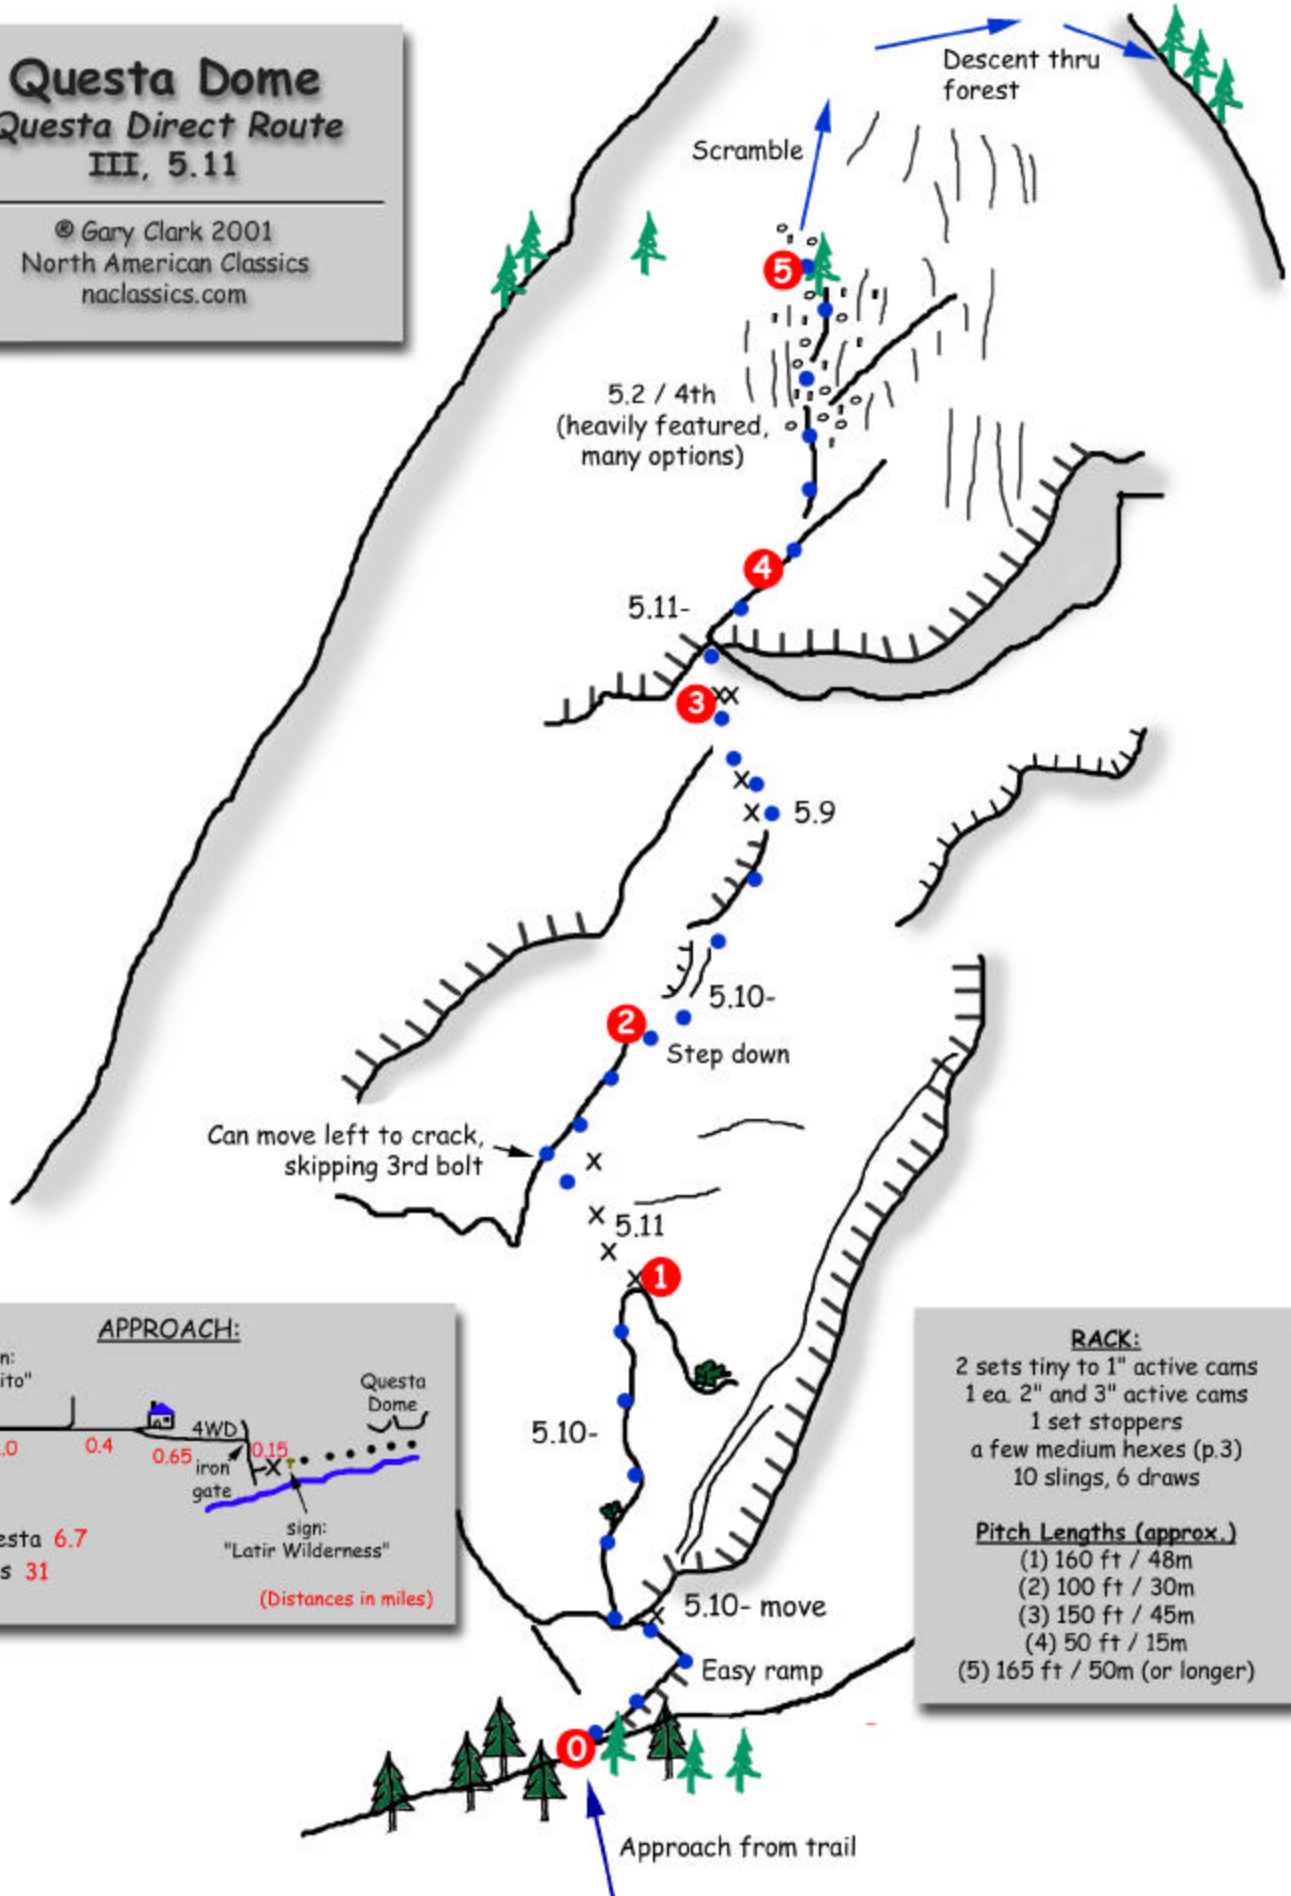 Questa Dome
Questa Direct Route
III, 5.11
® Gary Clark 2001
North American Classics
naclassics.com
Descent thru
forest
Scramble
5
5.2 / 4th
(heavily featured,
many options)
4
5.11-
3
XX
X
X
5.9
5.10-
2
Step down
Can move left to crack,
skipping 3rd bolt
X
X
5.11
X
X
1
5.10-
X
5.10- move
Easy ramp
0
Approach from trail
APPROACH:
Questa
Dome
4WD
0.4
0.65
0.15
iron
gate
X
sign:
"Latir Wilderness"
6.7
31
(Distances in miles)
RACK:
2 sets tiny to 1" active cams
1 ea. 2" and 3" active cams
1 set stoppers
a few medium hexes (p.3)
10 slings, 6 draws
Pitch Lengths (approx.)
(1) 160 ft / 48m
(2) 100 ft / 30m
(3) 150 ft / 45m
(4) 50 ft / 15m
(5) 165 ft / 50m (or longer)